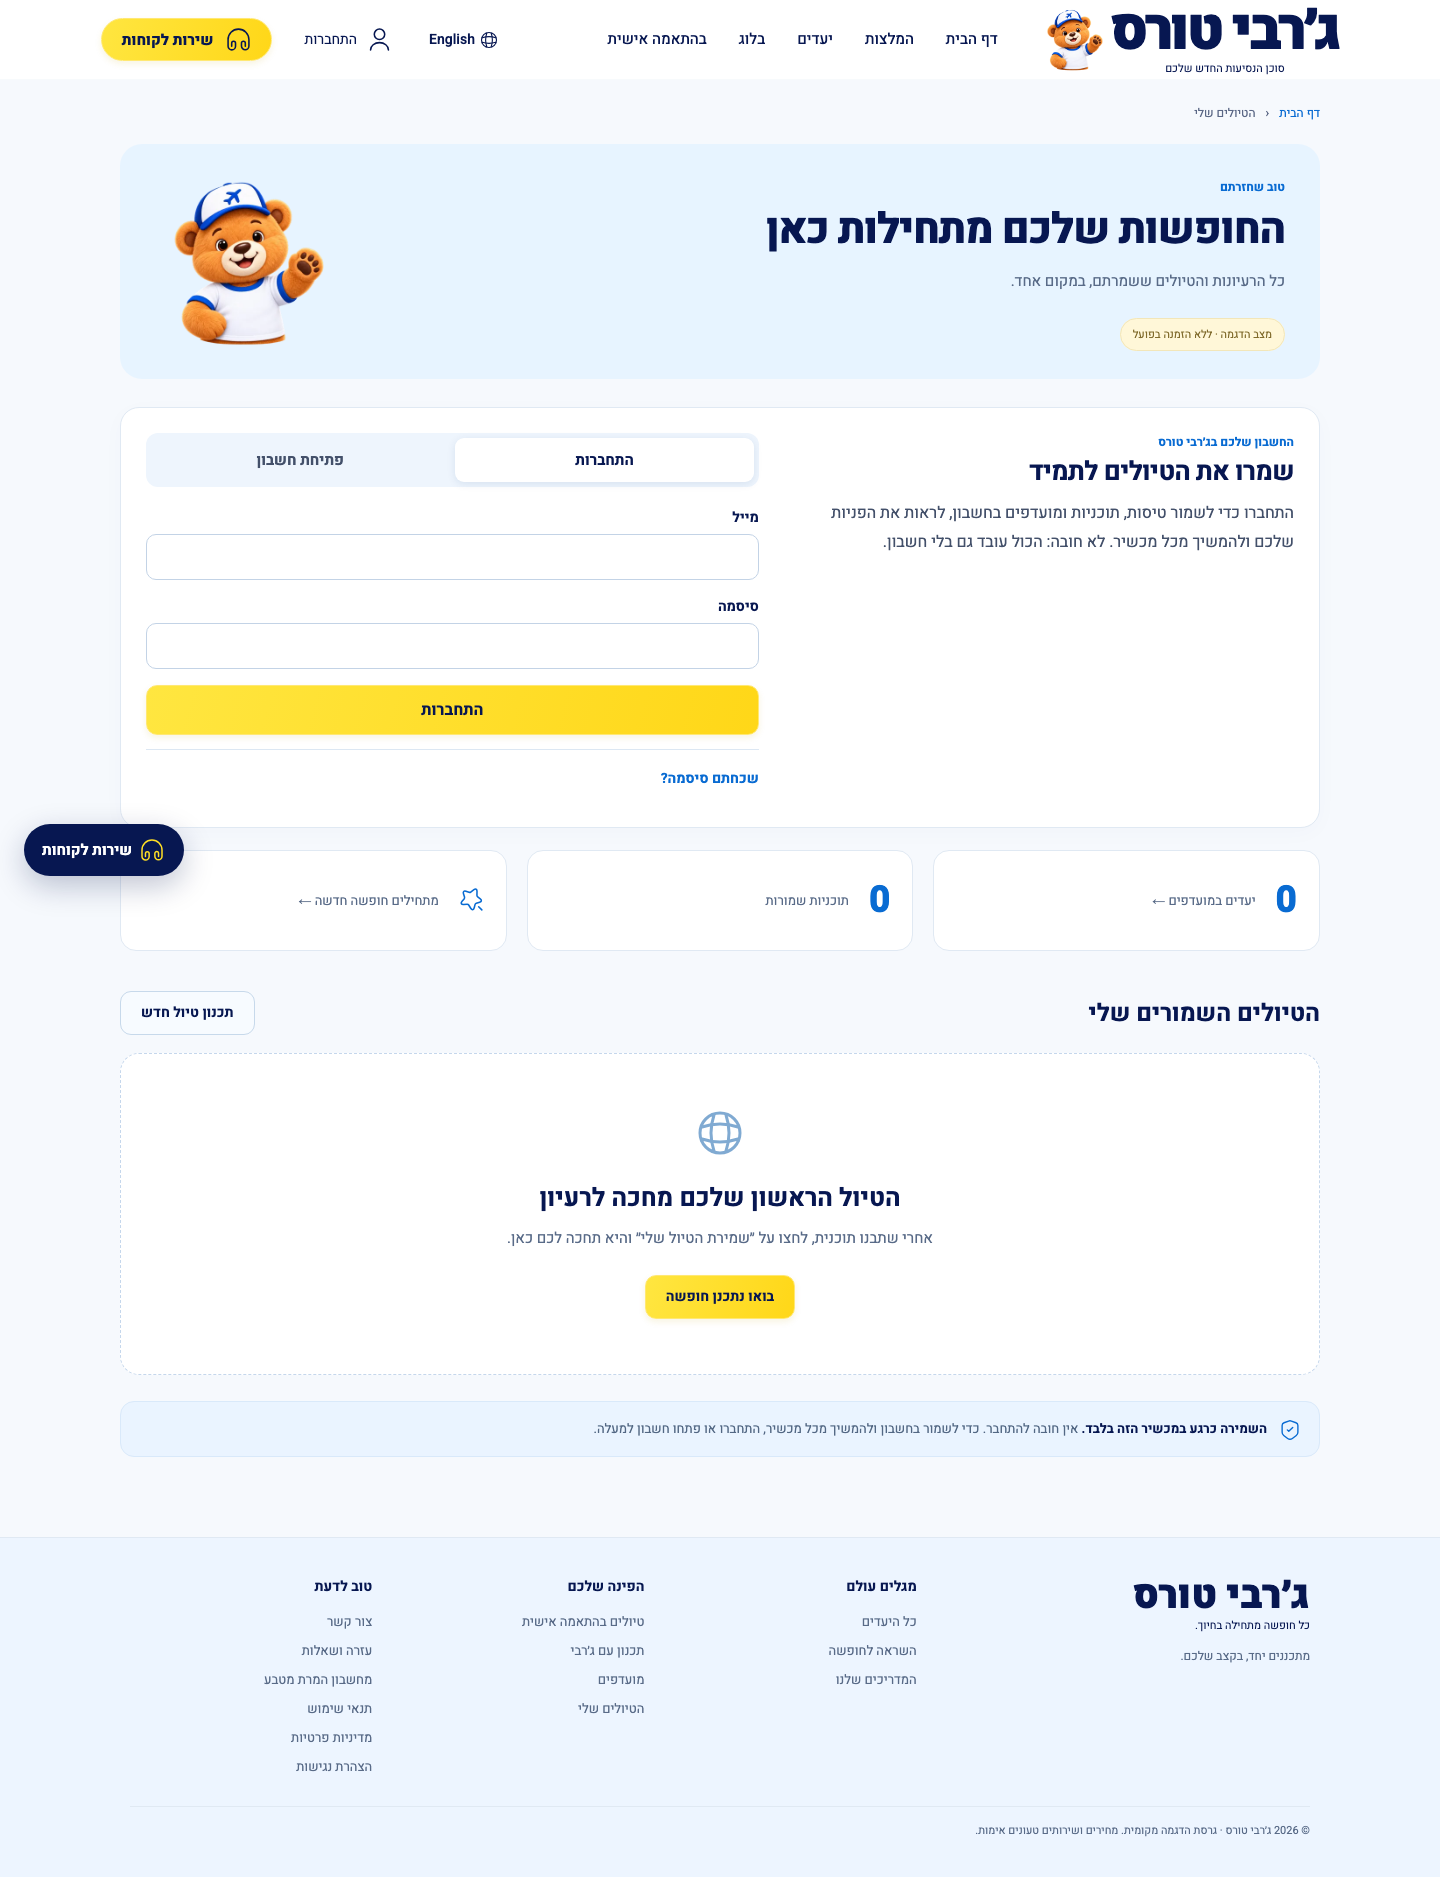 ג׳רבי טורס
סוכן הנסיעות החדש שלכם
דף הבית
המלצות
יעדים
בלוג
בהתאמה אישית
English
התחברות
שירות לקוחות
דף הבית ‹ הטיולים שלי
טוב שחזרתם
החופשות שלכם מתחילות כאן
כל הרעיונות והטיולים ששמרתם, במקום אחד.
מצב הדגמה · ללא הזמנה בפועל
החשבון שלכם בג׳רבי טורס
שמרו את הטיולים לתמיד
התחברו כדי לשמור טיסות, תוכניות ומועדפים בחשבון, לראות את הפניות
שלכם ולהמשיך מכל מכשיר. לא חובה: הכול עובד גם בלי חשבון.
התחברות
פתיחת חשבון
מייל
סיסמה
התחברות
שכחתם סיסמה?
שירות לקוחות
0 יעדים במועדפים ←
0 תוכניות שמורות
מתחילים חופשה חדשה ←
הטיולים השמורים שלי
תכנון טיול חדש
הטיול הראשון שלכם מחכה לרעיון
אחרי שתבנו תוכנית, לחצו על ״שמירת הטיול שלי״ והיא תחכה לכם כאן.
בואו נתכנן חופשה
השמירה כרגע במכשיר הזה בלבד. אין חובה להתחבר. כדי לשמור בחשבון ולהמשיך מכל מכשיר, התחברו או פתחו חשבון למעלה.
ג׳רבי טורס
כל חופשה מתחילה בחיוך.
מתכננים יחד, בקצב שלכם.
מגלים עולם
כל היעדים
השראה לחופשה
המדריכים שלנו
הפינה שלכם
טיולים בהתאמה אישית
תכנון עם ג׳רבי
מועדפים
הטיולים שלי
טוב לדעת
צור קשר
עזרה ושאלות
מחשבון המרת מטבע
תנאי שימוש
מדיניות פרטיות
הצהרת נגישות
© 2026 ג׳רבי טורס · גרסת הדגמה מקומית. מחירים ושירותים טעונים אימות.